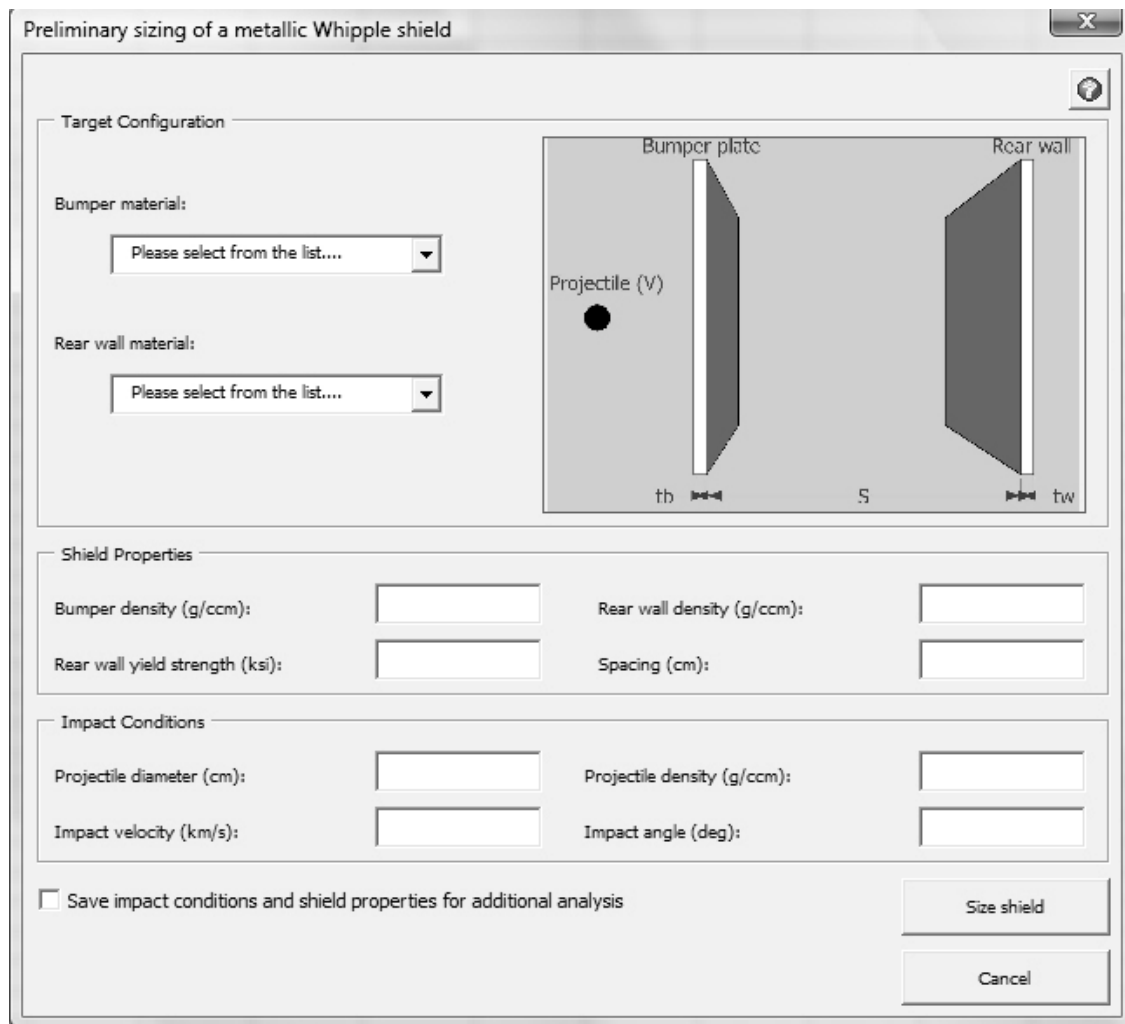 Preliminary sizing of a metallic Whipple shield
Target Configuration
Bumper plate
Rear wall
Bumper material:
Please select from the list....
Projectile (V)
Rear wall material:
Please select from the list....
tb
S
tw
Shield Properties
Bumper density (g/ccm):
Rear wall density (g/ccm):
Rear wall yield strength (ksi):
Spacing (cm):
Impact Conditions
Projectile diameter (cm):
Projectile density (g/ccm):
Impact velocity (km/s):
Impact angle (deg):
Save impact conditions and shield properties for additional analysis
Size shield
Cancel